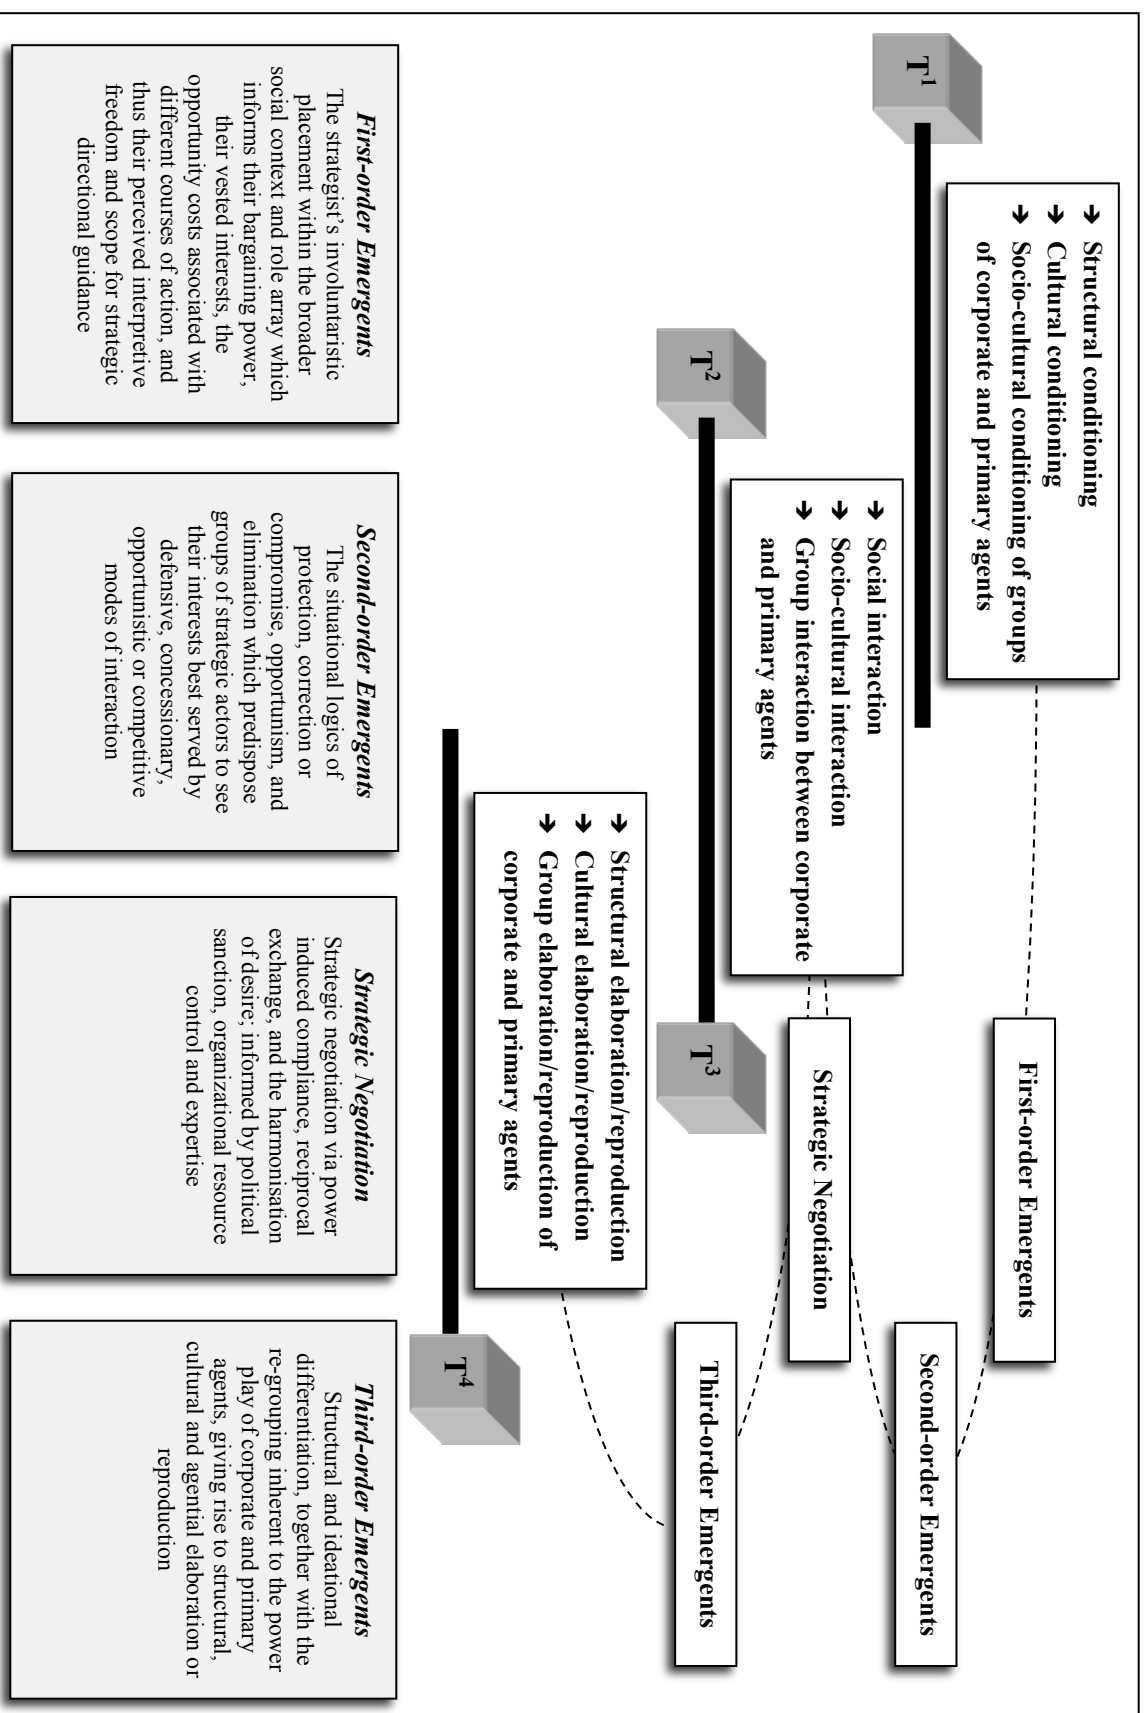 T¹
➔ Structural conditioning
➔ Cultural conditioning
➔ Socio-cultural conditioning of groups
of corporate and primary agents
First-order Emergents
Second-order Emergents
T²
➔ Social interaction
➔ Socio-cultural interaction
➔ Group interaction between corporate
and primary agents
T³
Strategic Negotiation
Third-order Emergents
➔ Structural elaboration/reproduction
➔ Cultural elaboration/reproduction
➔ Group elaboration/reproduction of
corporate and primary agents
T⁴
First-order Emergents
The strategist’s involuntaristic
placement within the broader
social context and role array which
informs their bargaining power,
their vested interests, the
opportunity costs associated with
different courses of action, and
thus their perceived interpretive
freedom and scope for strategic
directional guidance
Second-order Emergents
The situational logics of
protection, correction or
compromise, opportunism, and
elimination which predispose
groups of strategic actors to see
their interests best served by
defensive, concessionary,
opportunistic or competitive
modes of interaction
Strategic Negotiation
Strategic negotiation via power
induced compliance, reciprocal
exchange, and the harmonisation
of desire; informed by political
sanction, organizational resource
control and expertise
Third-order Emergents
Structural and ideational
differentiation, together with the
re-grouping inherent to the power
play of corporate and primary
agents, giving rise to structural,
cultural and agential elaboration or
reproduction